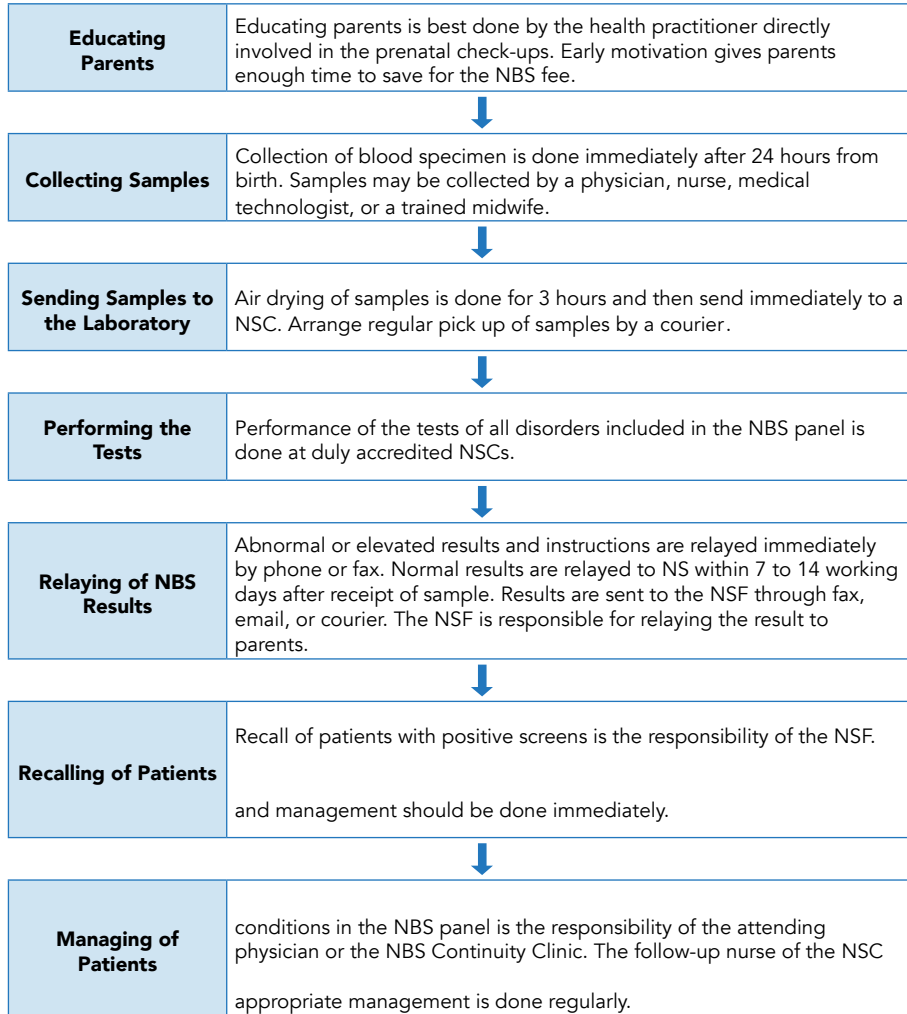 Educating
Parents
Educating parents is best done by the health practitioner directly
involved in the prenatal check-ups. Early motivation gives parents
enough time to save for the NBS fee.
Collecting Samples
Collection of blood specimen is done immediately after 24 hours from
birth. Samples may be collected by a physician, nurse, medical
technologist, or a trained midwife.
Sending Samples to
the Laboratory
Air drying of samples is done for 3 hours and then send immediately to a
NSC. Arrange regular pick up of samples by a courier.
Performing the
Tests
Performance of the tests of all disorders included in the NBS panel is
done at duly accredited NSCs.
Relaying of NBS
Results
Abnormal or elevated results and instructions are relayed immediately
by phone or fax. Normal results are relayed to NS within 7 to 14 working
days after receipt of sample. Results are sent to the NSF through fax,
email, or courier. The NSF is responsible for relaying the result to
parents.
Recalling of Patients
Recall of patients with positive screens is the responsibility of the NSF.
and management should be done immediately.
Managing of
Patients
conditions in the NBS panel is the responsibility of the attending
physician or the NBS Continuity Clinic. The follow-up nurse of the NSC
appropriate management is done regularly.